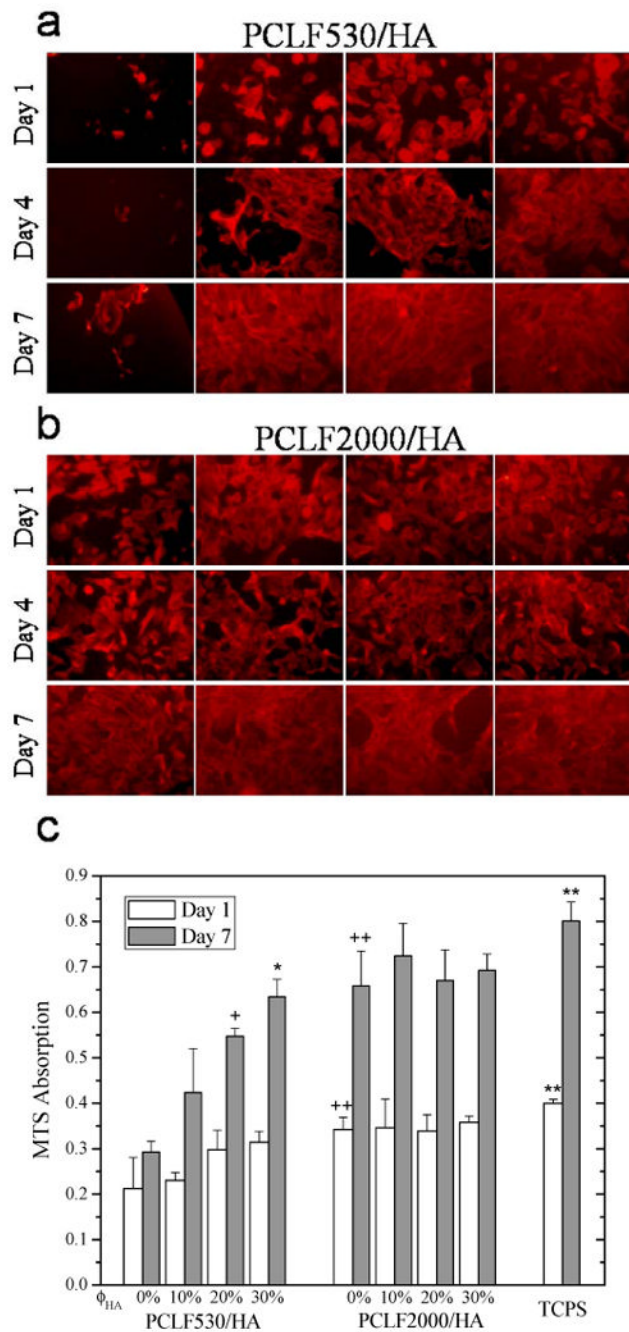 a
PCLF530/HA
Day 1
Day 4
Day 7
b
PCLF2000/HA
Day 1
Day 4
Day 7
c
0.9
0.8
0.7
0.6
0.5
0.4
0.3
0.2
0.1
0.0
MTS Absorption
Day 1
Day 7
+
*
++
++
**
**
ϕHA 0% 10% 20% 30% 0% 10% 20% 30%
PCLF530/HA PCLF2000/HA TCPS